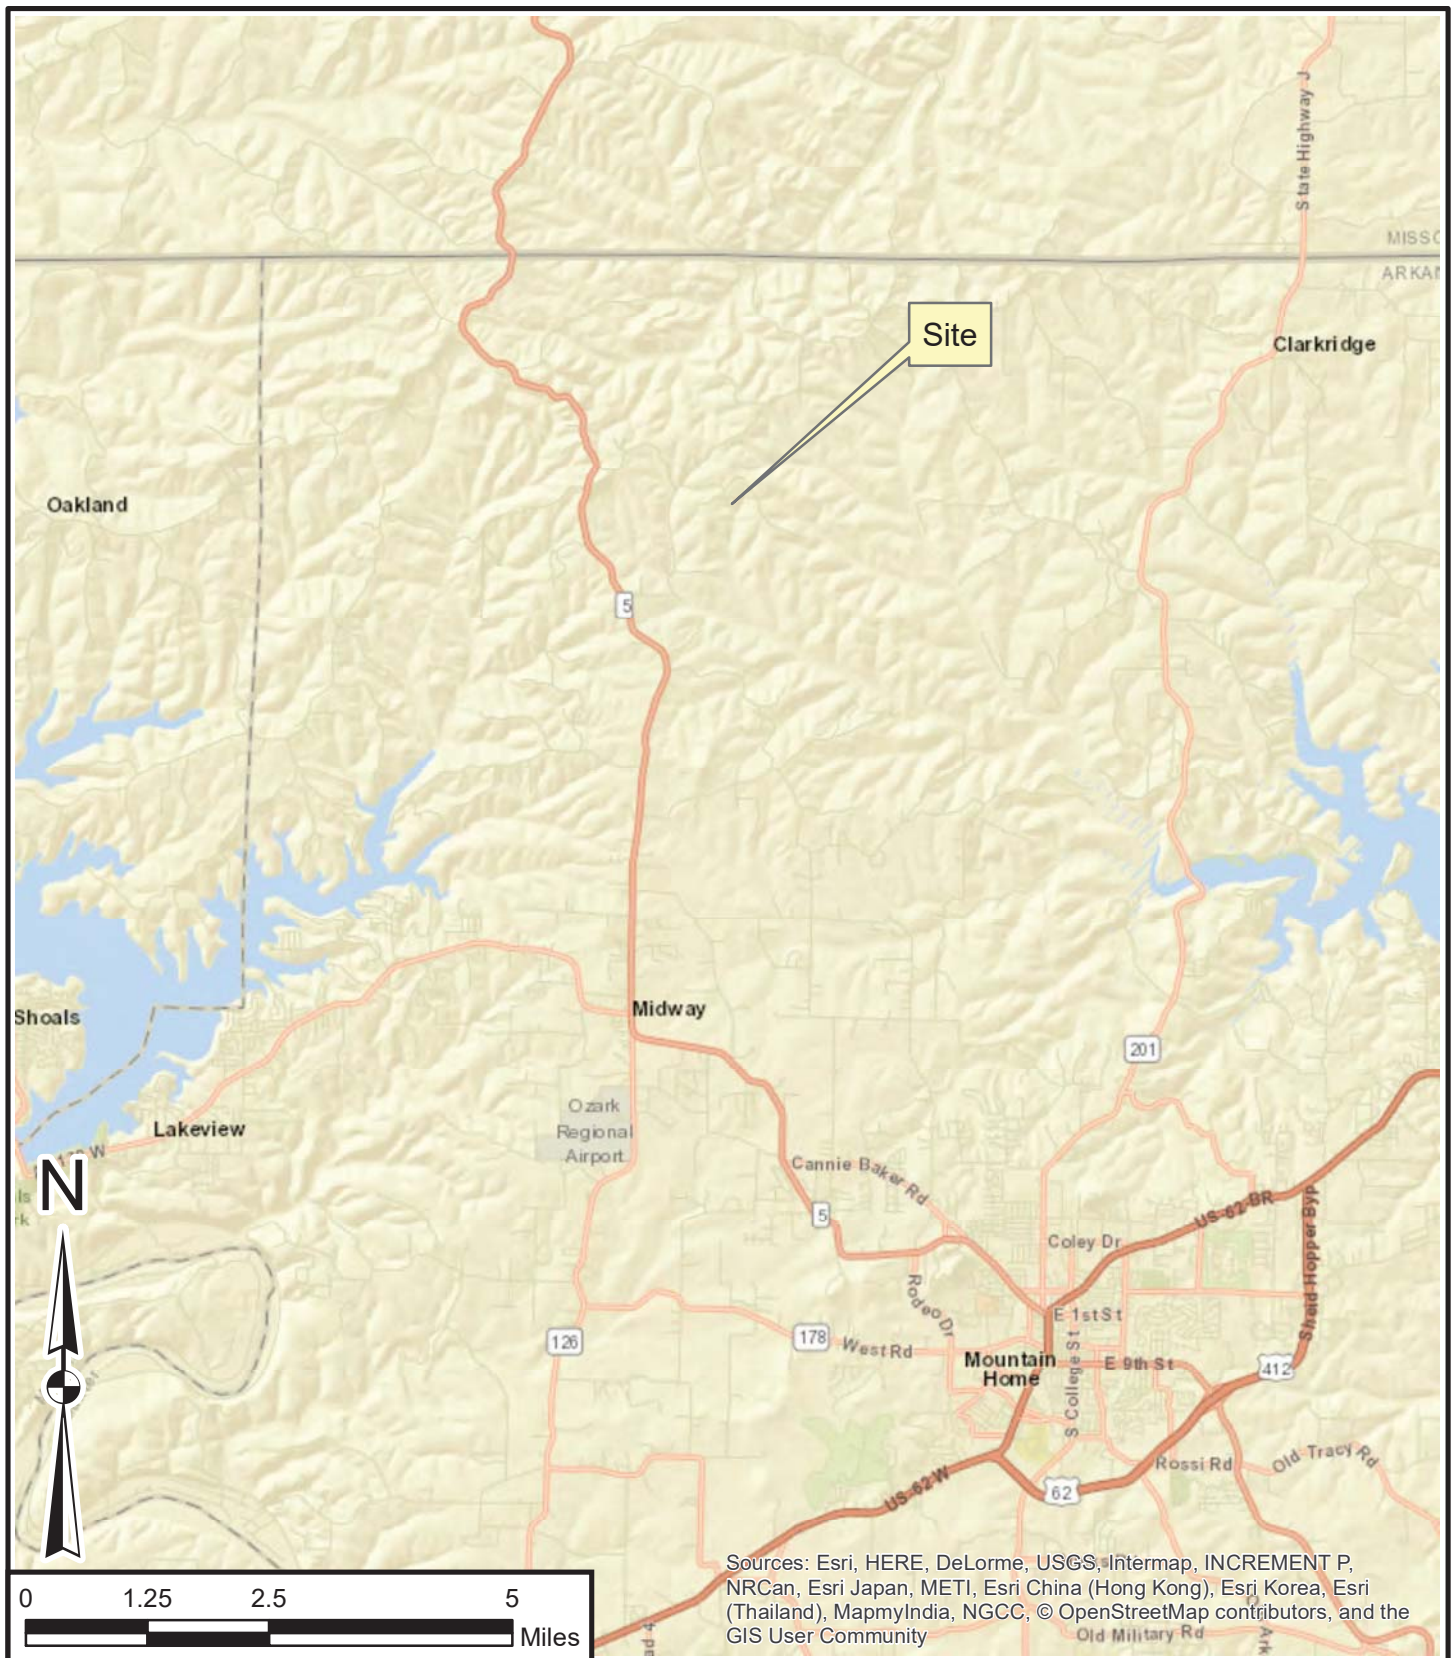 State Highway J
MISSO
ARKAN
Site
Clarkridge
Oakland
5
Shoals
Midway
201
Lakeview
Ozark
Regional
Airport
W
N
Cannie Baker Rd
5
US-62 BR
Sheid Hopper Byp
Coley Dr
Rodeo Dr
E 1st St
126
178
West Rd
Mountain
Home
S College St
E 9th St
412
Rossi Rd
Old Tracy Rd
US-62 W
62
Sources: Esri, HERE, DeLorme, USGS, Intermap, INCREMENT P,
NRCan, Esri Japan, METI, Esri China (Hong Kong), Esri Korea, Esri
(Thailand), MapmyIndia, NGCC, © OpenStreetMap contributors, and the
GIS User Community
Old Military Rd
ad 4
Ark
0 1.25 2.5 5
Miles